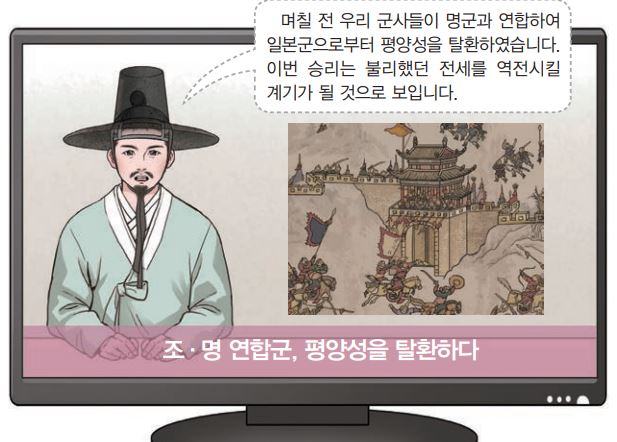 며칠 전 우리 군사들이 명군과 연합하여
일본군으로부터 평양성을 탈환하였습니다.
이번 승리는 불리했던 전세를 역전시킬
계기가 될 것으로 보입니다.
조·명 연합군, 평양성을 탈환하다